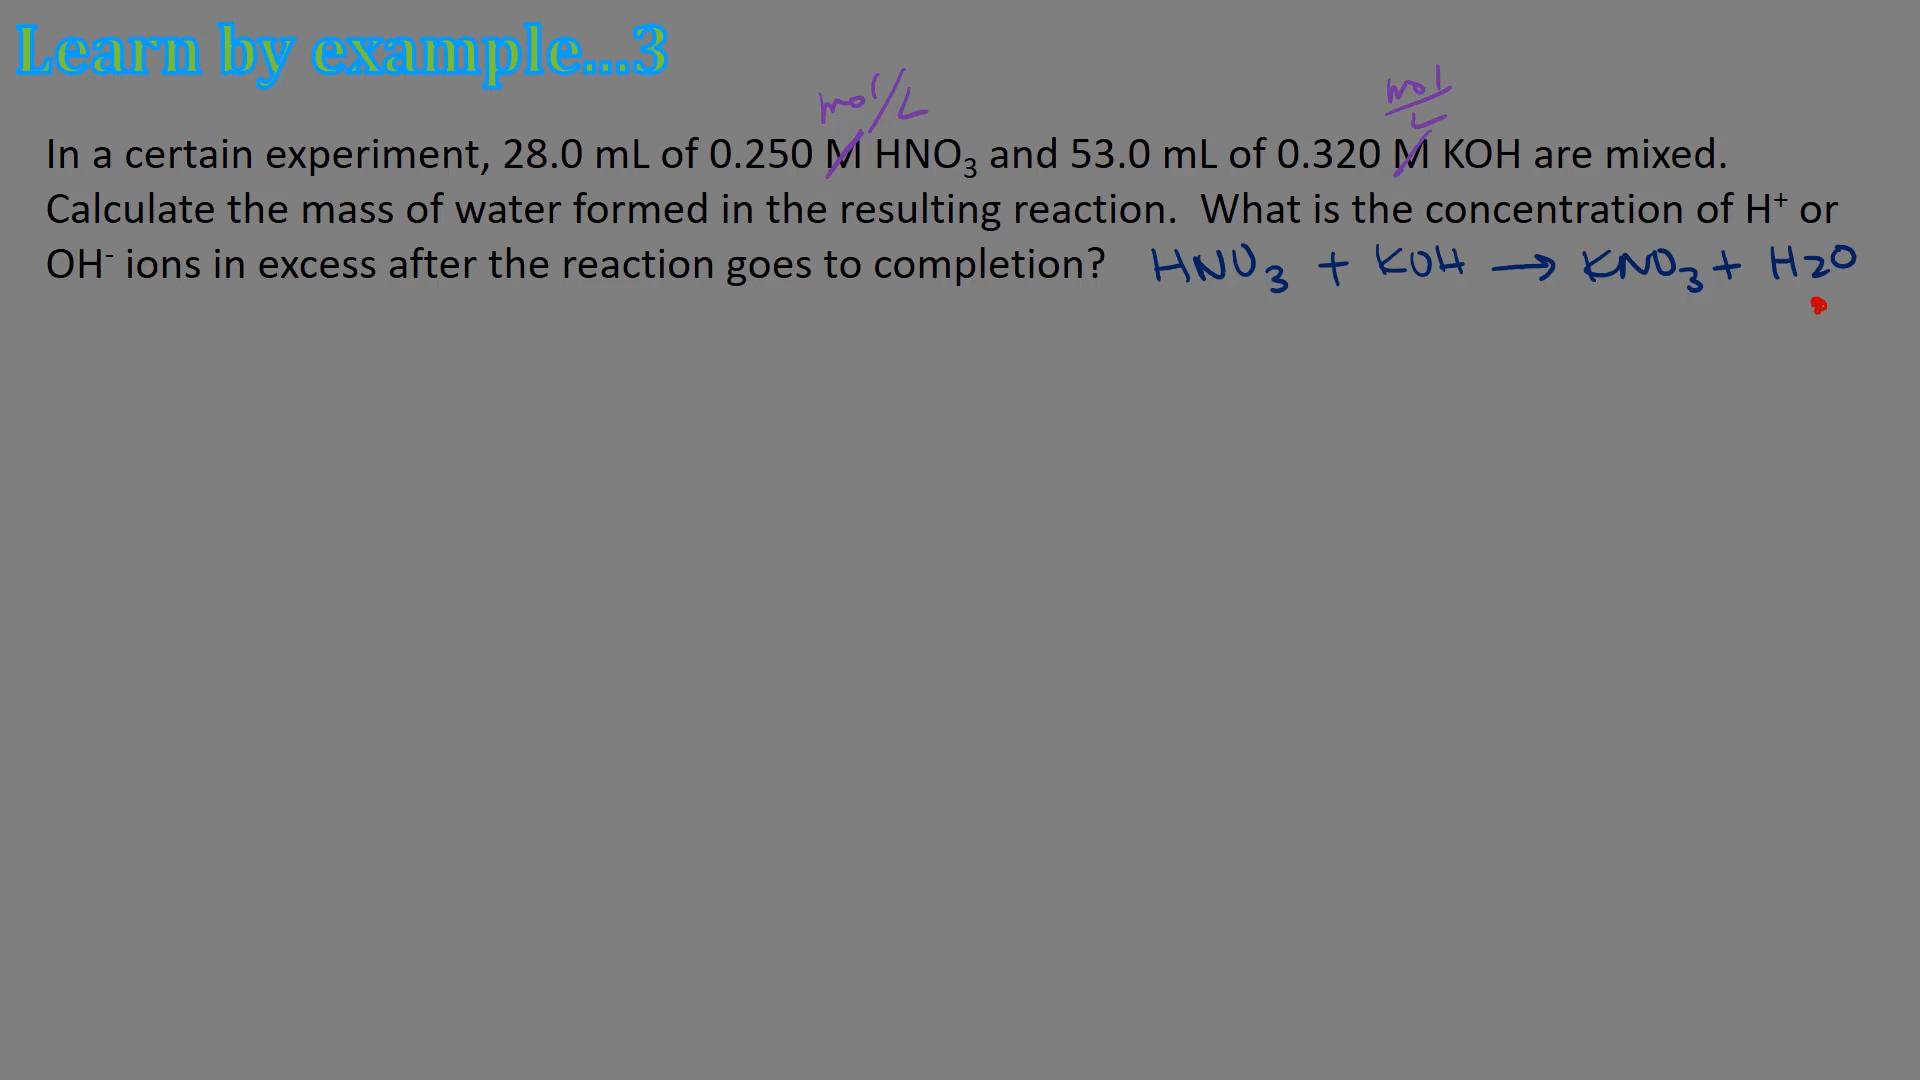 Learn by example...3
mol/L mol/L
In a certain experiment, 28.0 mL of 0.250 M HNO₃ and 53.0 mL of 0.320 M KOH are mixed.
Calculate the mass of water formed in the resulting reaction. What is the concentration of H⁺ or
OH⁻ ions in excess after the reaction goes to completion? HNO₃ + KOH → KNO₃ + H₂O